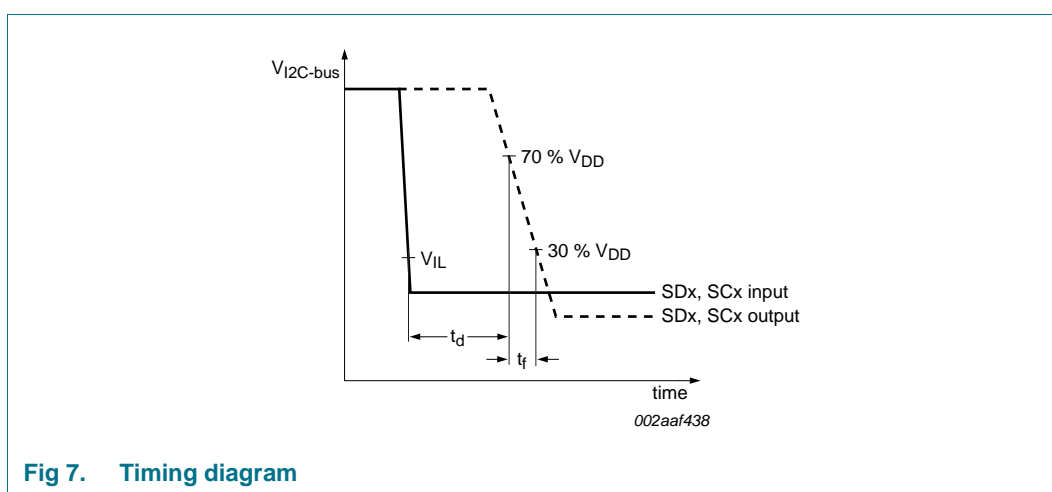 VI2C-bus
70 % VDD
30 % VDD
VIL
SDx, SCx input
SDx, SCx output
td
tf
time
002aaf438
Fig 7. Timing diagram